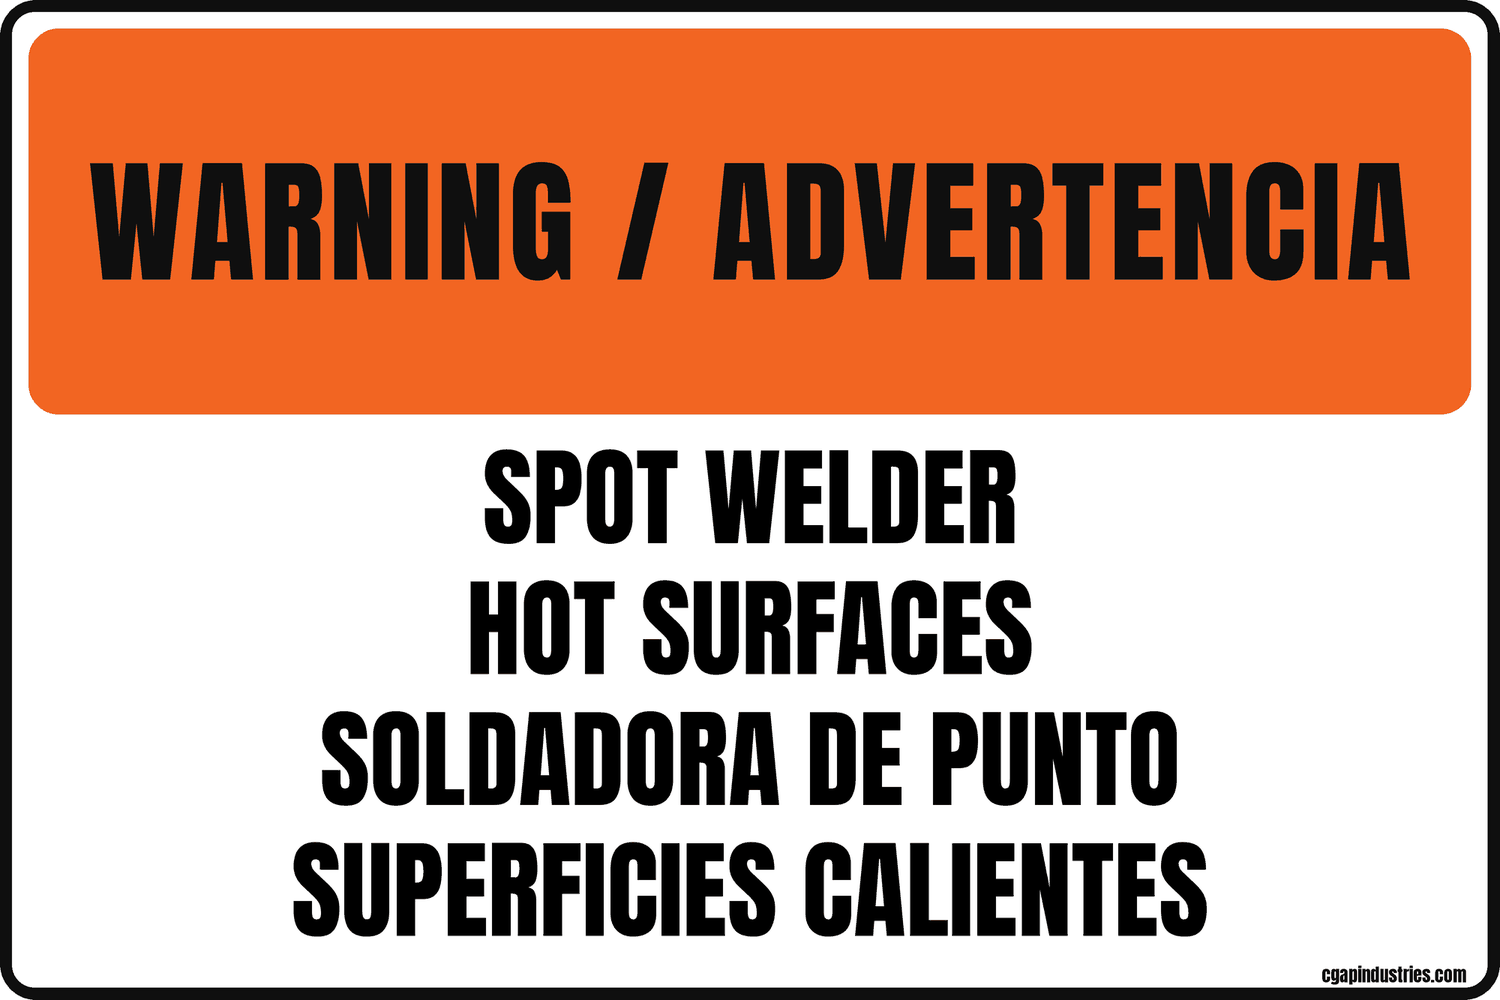 WARNING / ADVERTENCIA
SPOT WELDER
HOT SURFACES
SOLDADORA DE PUNTO
SUPERFICIES CALIENTES
cgapindustries.com